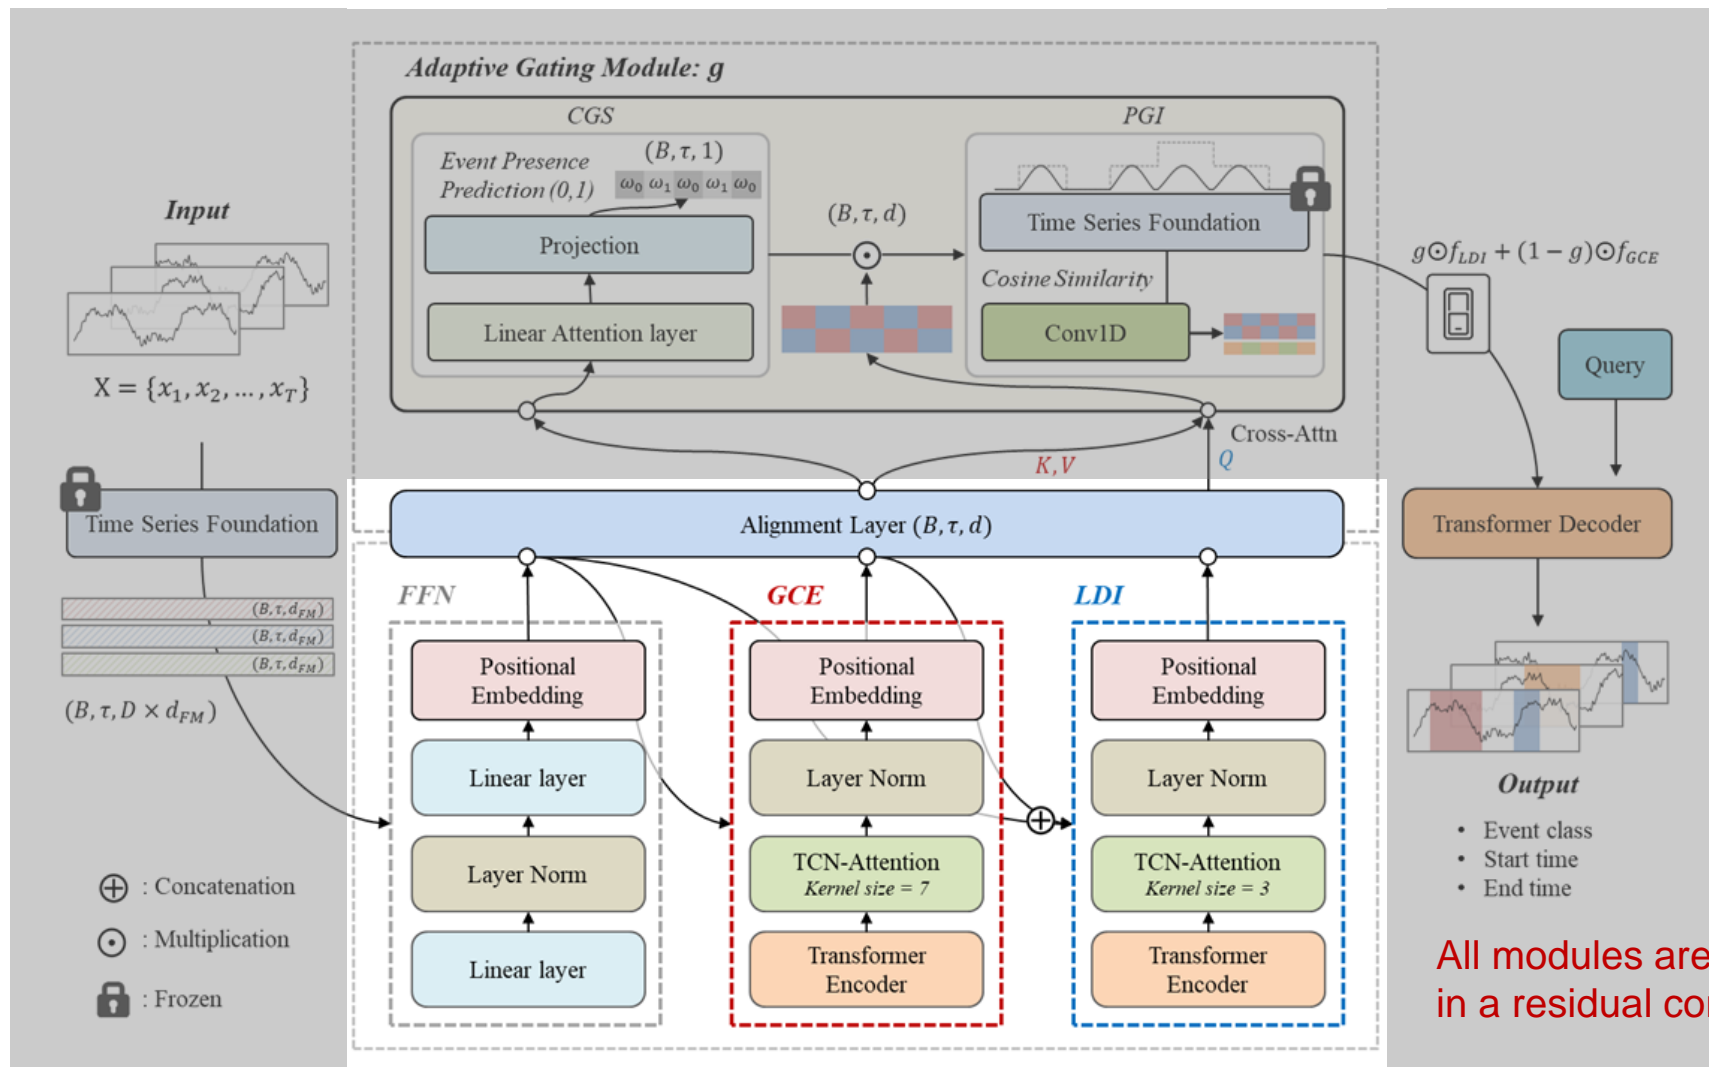 Adaptive Gating Module: g
CGS
PGI
Event Presence
Prediction (0,1)
(B, τ, 1)
ω0 ω1 ω0 ω1 ω0
Projection
Linear Attention layer
(B, τ, d)
Time Series Foundation
Cosine Similarity
Conv1D
Input
X = {x1, x2, ..., xT}
Time Series Foundation
(B, τ, dFM)
(B, τ, dFM)
(B, τ, dFM)
(B, τ, D × dFM)
⊕ : Concatenation
⊙ : Multiplication
: Frozen
K, V
Q
Cross-Attn
Alignment Layer (B, τ, d)
FFN
Positional
Embedding
Linear layer
Layer Norm
Linear layer
GCE
Positional
Embedding
Layer Norm
TCN-Attention
Kernel size = 7
Transformer
Encoder
LDI
Positional
Embedding
Layer Norm
TCN-Attention
Kernel size = 3
Transformer
Encoder
g⊙fLDI + (1 − g)⊙fGCE
Query
Transformer Decoder
Output
• Event class
• Start time
• End time
All modules are
in a residual